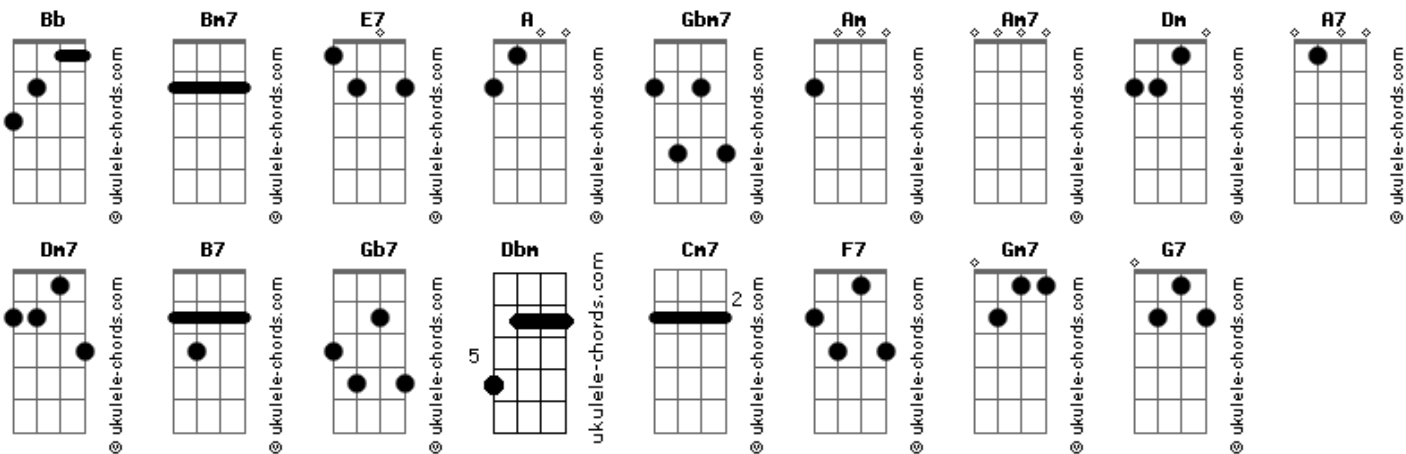 Bb Bm7 E7 A Gbm7 Am Am7 Dm A7
© ukulele-chords.com © ukulele-chords.com © ukulele-chords.com © ukulele-chords.com © ukulele-chords.com © ukulele-chords.com © ukulele-chords.com © ukulele-chords.com © ukulele-chords.com
Dm7 B7 Gb7 Dbm Cm7 F7 Gm7 G7
2
5
© ukulele-chords.com © ukulele-chords.com © ukulele-chords.com ukulele-chords.com © ukulele-chords.com © ukulele-chords.com © ukulele-chords.com © ukulele-chords.com